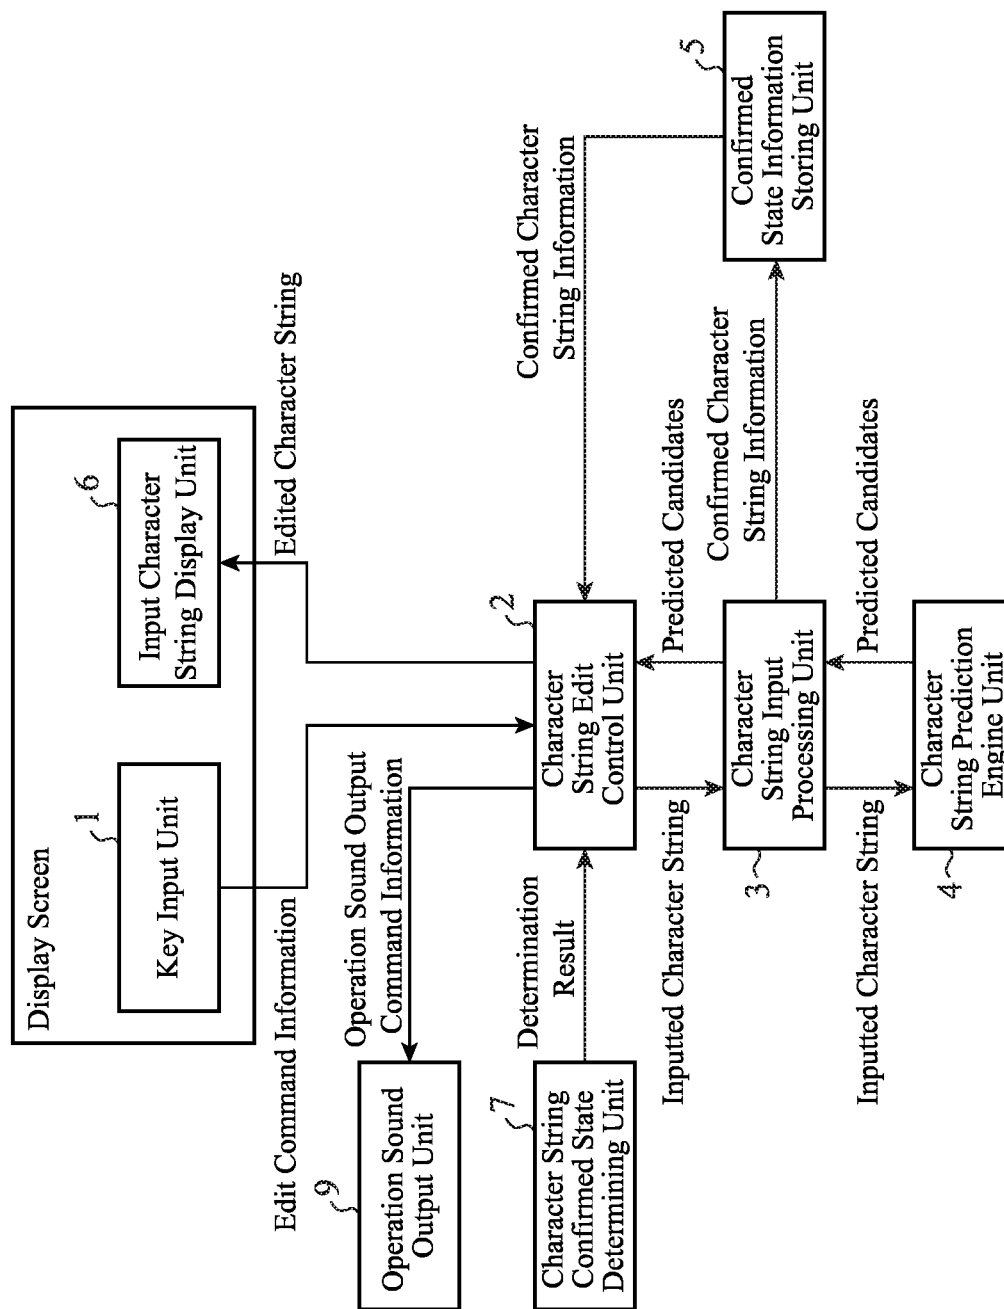 Display Screen
1
Key Input Unit
6
Input Character
String Display Unit
Edit Command Information
Edited Character String
9
Operation Sound
Output Unit
Operation Sound Output
Command Information
7
Character String
Confirmed State
Determining Unit
Determination
Result
2
Character
String Edit
Control Unit
Confirmed Character
String Information
5
Confirmed
State Information
Storing Unit
Inputted Character String
Predicted Candidates
3
Character
String Input
Processing Unit
Confirmed Character
String Information
Inputted Character String
Predicted Candidates
4
Character
String Prediction
Engine Unit